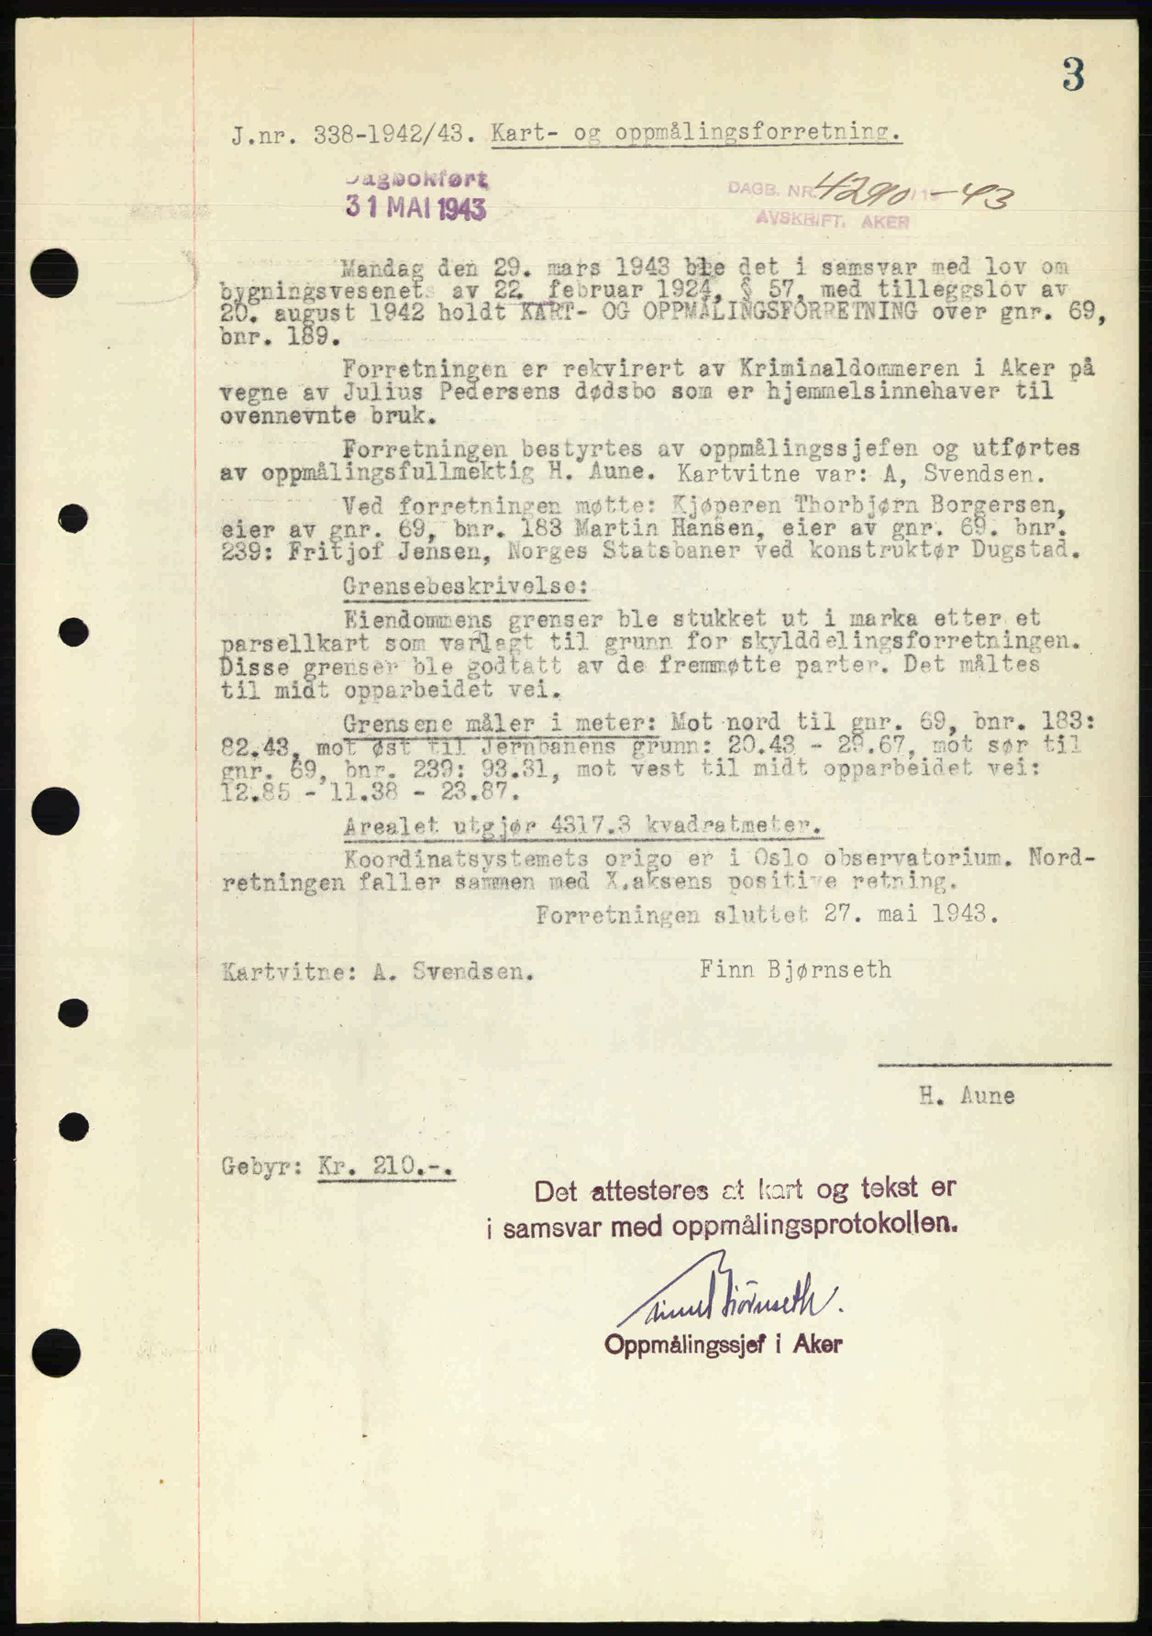 3
J.nr. 338-1942/43. Kart- og oppmålingsforretning.
Dagbokført
31 MAI 1943
DAGB. NR. 4290 - 43
AVSKRIFT. AKER
Mandag den 29. mars 1943 ble det i samsvar med lov om
bygningsvesenet av 22. februar 1924, § 57, med tilleggslov av
20. august 1942 holdt KART- OG OPPMÅLINGSFORRETNING over gnr. 69,
bnr. 189.
Forretningen er rekvirert av Kriminaldommeren i Aker på
vegne av Julius Pedersens dødsbo som er hjemmelsinnehaver til
ovennevnte bruk.
Forretningen bestyrtes av oppmålingssjefen og utførtes
av oppmålingsfullmektig H. Aune. Kartvitne var: A, Svendsen.
Ved forretningen møtte: Kjøperen Thorbjørn Borgersen,
eier av gnr. 69, bnr. 183 Martin Hansen, eier av gnr. 69. bnr.
239: Fritjof Jensen, Norges Statsbaner ved konstruktør Dugstad.
Grensebeskrivelse:
Eiendommens grenser ble stukket ut i marka etter et
parsellkart som var lagt til grunn for skylddelingsforretningen.
Disse grenser ble godtatt av de fremmøtte parter. Det måltes
til midt opparbeidet vei.
Grensene måler i meter: Mot nord til gnr. 69, bnr. 183:
82.43, mot øst til Jernbanens grunn: 20.43 - 29.67, mot sør til
gnr. 69, bnr. 239: 93.31, mot vest til midt opparbeidet vei:
12.85 - 11.38 - 23.87.
Arealet utgjør 4317.3 kvadratmeter.
Koordinatsystemets origo er i Oslo observatorium. Nord-
retningen faller sammen med X.aksens positive retning.
Forretningen sluttet 27. mai 1943.
Kartvitne: A. Svendsen. Finn Bjørnseth
H. Aune
Gebyr: Kr. 210.-.
Det attesteres at kart og tekst er
i samsvar med oppmålingsprotokollen.
Finn Bjørnseth.
Oppmålingssjef i Aker